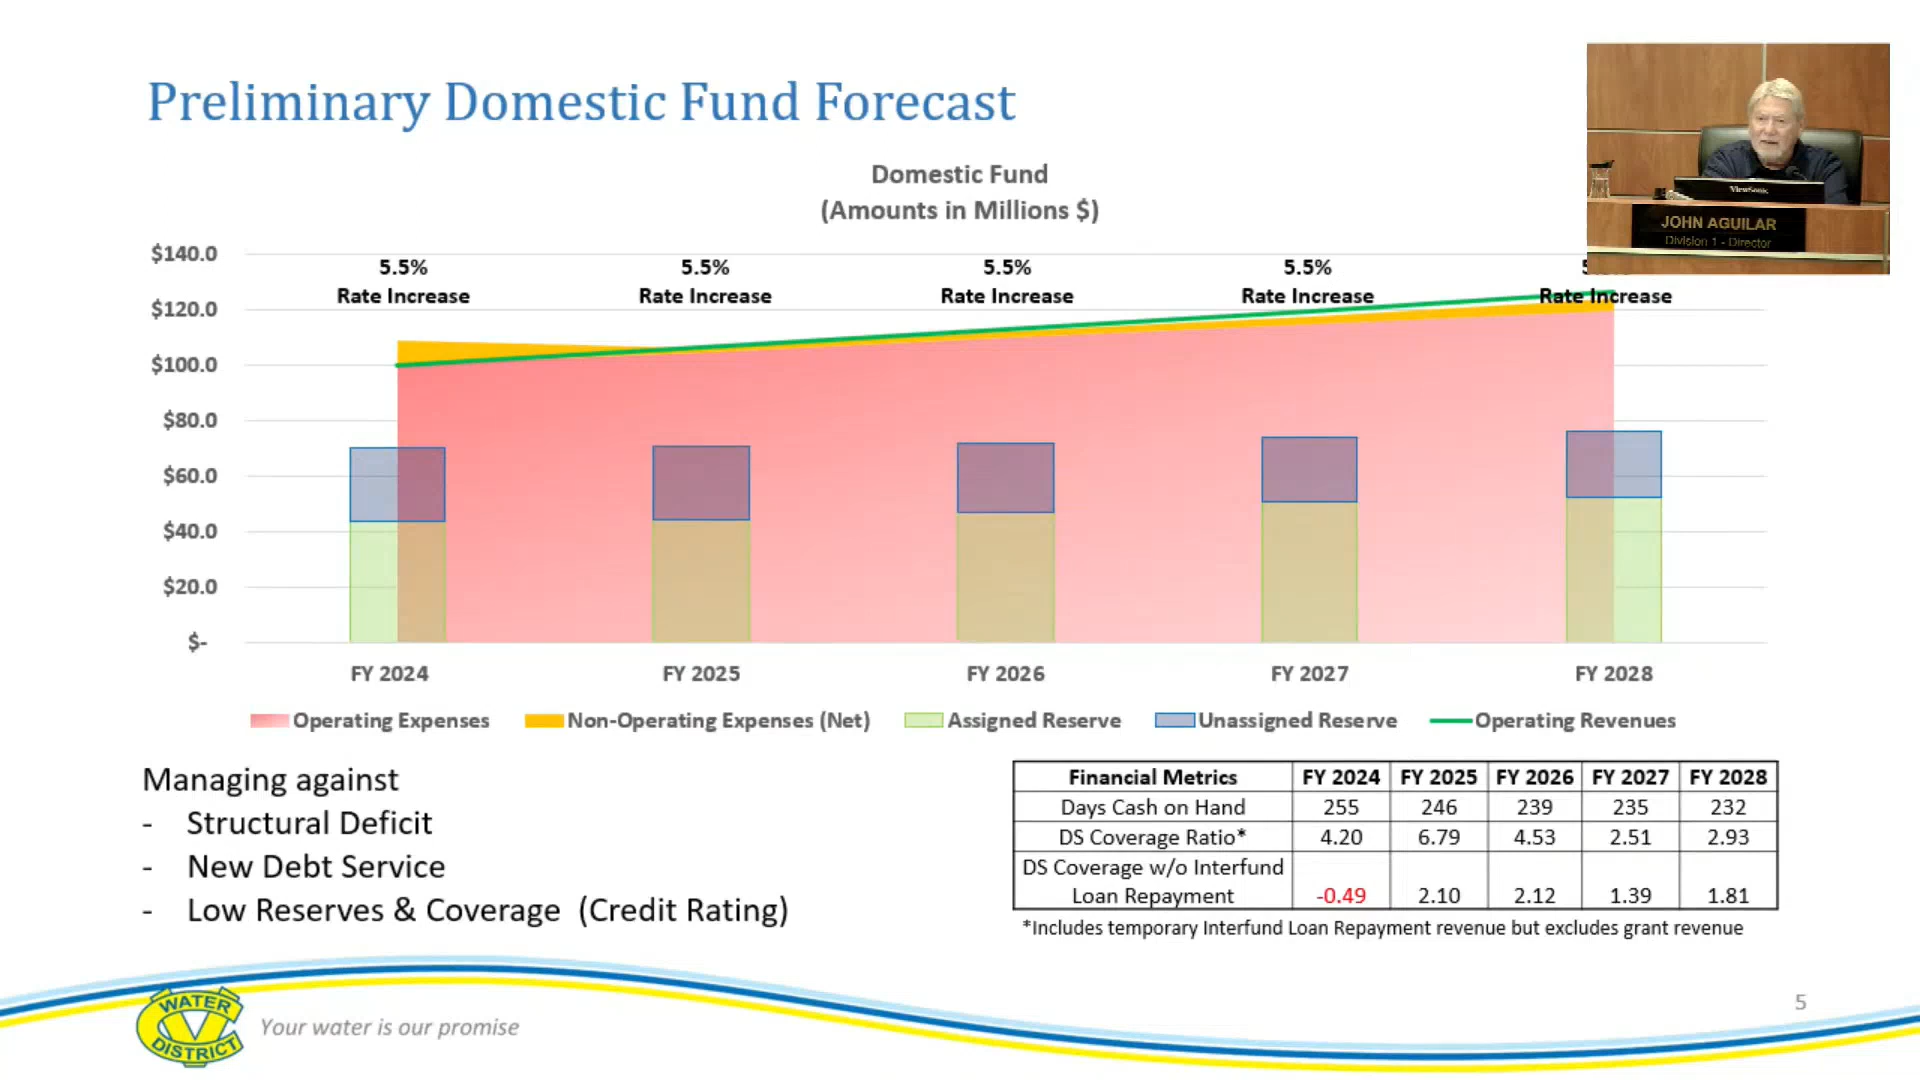 Preliminary Domestic Fund Forecast
Domestic Fund
(Amounts in Millions $)
ViewSonic
JOHN AGUILAR
Division 1 - Director
$140.0
$120.0
$100.0
$80.0
$60.0
$40.0
$20.0
$-
5.5%
Rate Increase
5.5%
Rate Increase
5.5%
Rate Increase
5.5%
Rate Increase
Rate Increase
FY 2024 FY 2025 FY 2026 FY 2027 FY 2028
Operating Expenses Non-Operating Expenses (Net) Assigned Reserve Unassigned Reserve Operating Revenues
Managing against
- Structural Deficit
- New Debt Service
- Low Reserves & Coverage (Credit Rating)
Financial Metrics FY 2024 FY 2025 FY 2026 FY 2027 FY 2028
Days Cash on Hand 255 246 239 235 232
DS Coverage Ratio* 4.20 6.79 4.53 2.51 2.93
DS Coverage w/o Interfund
Loan Repayment -0.49 2.10 2.12 1.39 1.81
*Includes temporary Interfund Loan Repayment revenue but excludes grant revenue
WATER
CV
DISTRICT
Your water is our promise
5